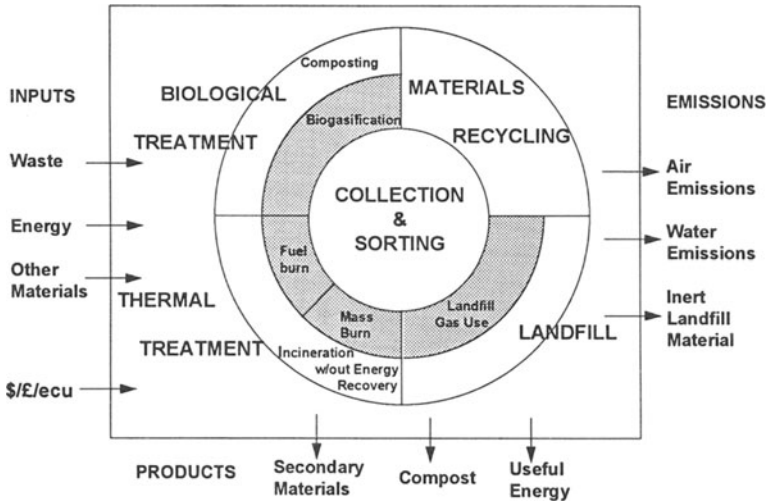 INPUTS
Waste
Energy
Other
Materials
$/£/ecu
BIOLOGICAL
TREATMENT
Composting
Biogasification
MATERIALS
RECYCLING
COLLECTION
&
SORTING
THERMAL
TREATMENT
Fuel
burn
Mass
Burn
Incineration
w/out Energy
Recovery
Landfill
Gas Use
LANDFILL
EMISSIONS
Air
Emissions
Water
Emissions
Inert
Landfill
Material
PRODUCTS
Secondary
Materials
Compost
Useful
Energy